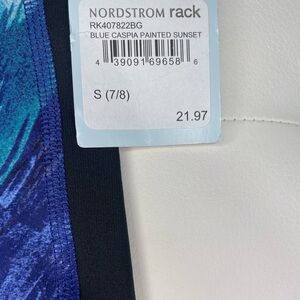 NORDSTROM rack
RK407822BG
BLUE CASPIA PAINTED SUNSET
4 39091 69658 6
S (7/8)
21.97